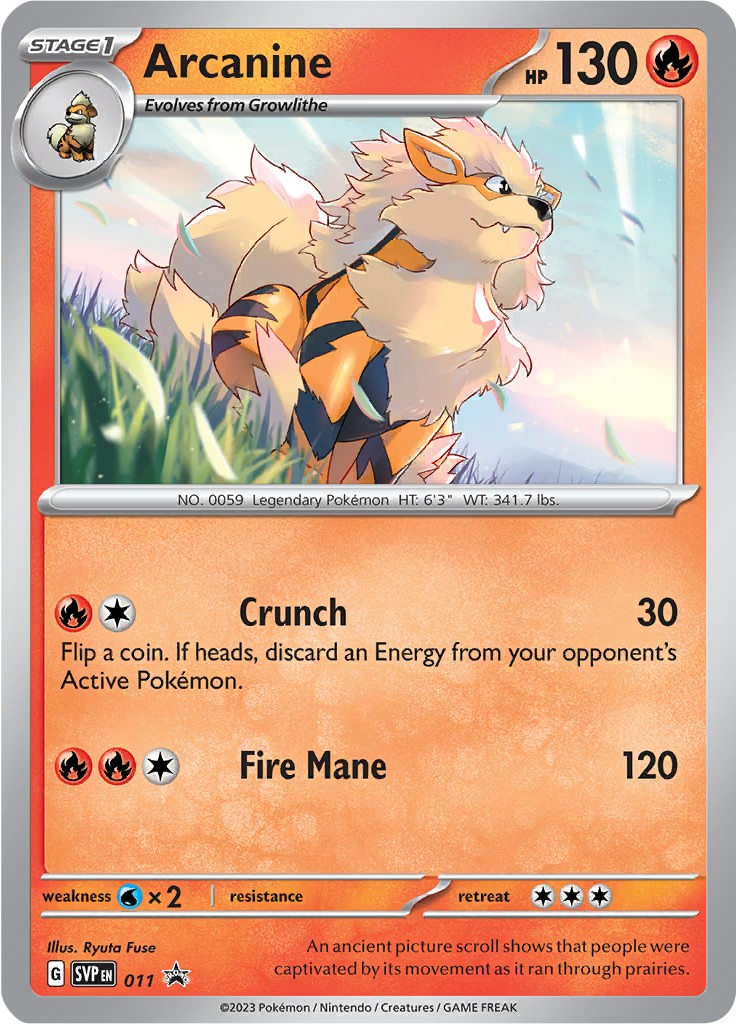 STAGE1
Arcanine
HP 130
Evolves from Growlithe
NO. 0059 Legendary Pokémon HT: 6'3" WT: 341.7 lbs.
Crunch 30
Flip a coin. If heads, discard an Energy from your opponent's
Active Pokémon.
Fire Mane 120
weakness ×2 resistance retreat
Illus. Ryuta Fuse
An ancient picture scroll shows that people were
captivated by its movement as it ran through prairies.
G SVP EN 011 PROMO
©2023 Pokémon / Nintendo / Creatures / GAME FREAK